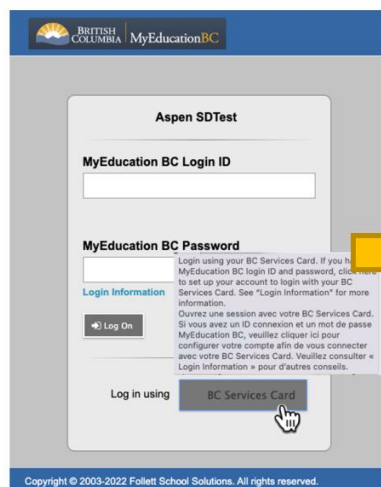 BRITISH
COLUMBIA MyEducationBC
Aspen SDTest
MyEducation BC Login ID
MyEducation BC Password
Login using your BC Services Card. If you
MyEducation BC login ID and password, click here
to set up your account to login with your BC
Services Card. See "Login Information" for more
information.
Ouvrez une session avec votre BC Services Card.
Si vous avez un ID connexion et un mot de passe
MyEducation BC, veuillez cliquer ici pour
configurer votre compte afin de vous connecter
avec votre BC Services Card. Veuillez consulter «
Login Information » pour d'autres conseils.
Login Information
Log On
Log in using BC Services Card
Copyright © 2003-2022 Follett School Solutions. All rights reserved.